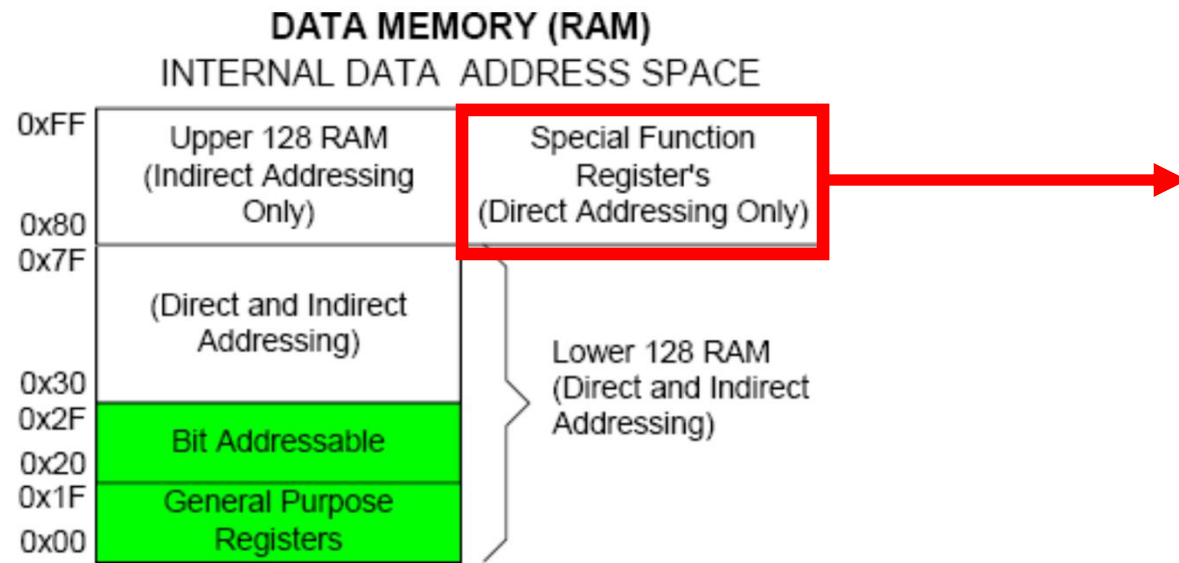 DATA MEMORY (RAM)
INTERNAL DATA ADDRESS SPACE
0xFF
Upper 128 RAM
(Indirect Addressing
Only)
0x80
Special Function
Register's
(Direct Addressing Only)
0x7F
(Direct and Indirect
Addressing)
0x30
Lower 128 RAM
(Direct and Indirect
Addressing)
0x2F
Bit Addressable
0x20
0x1F
General Purpose
Registers
0x00